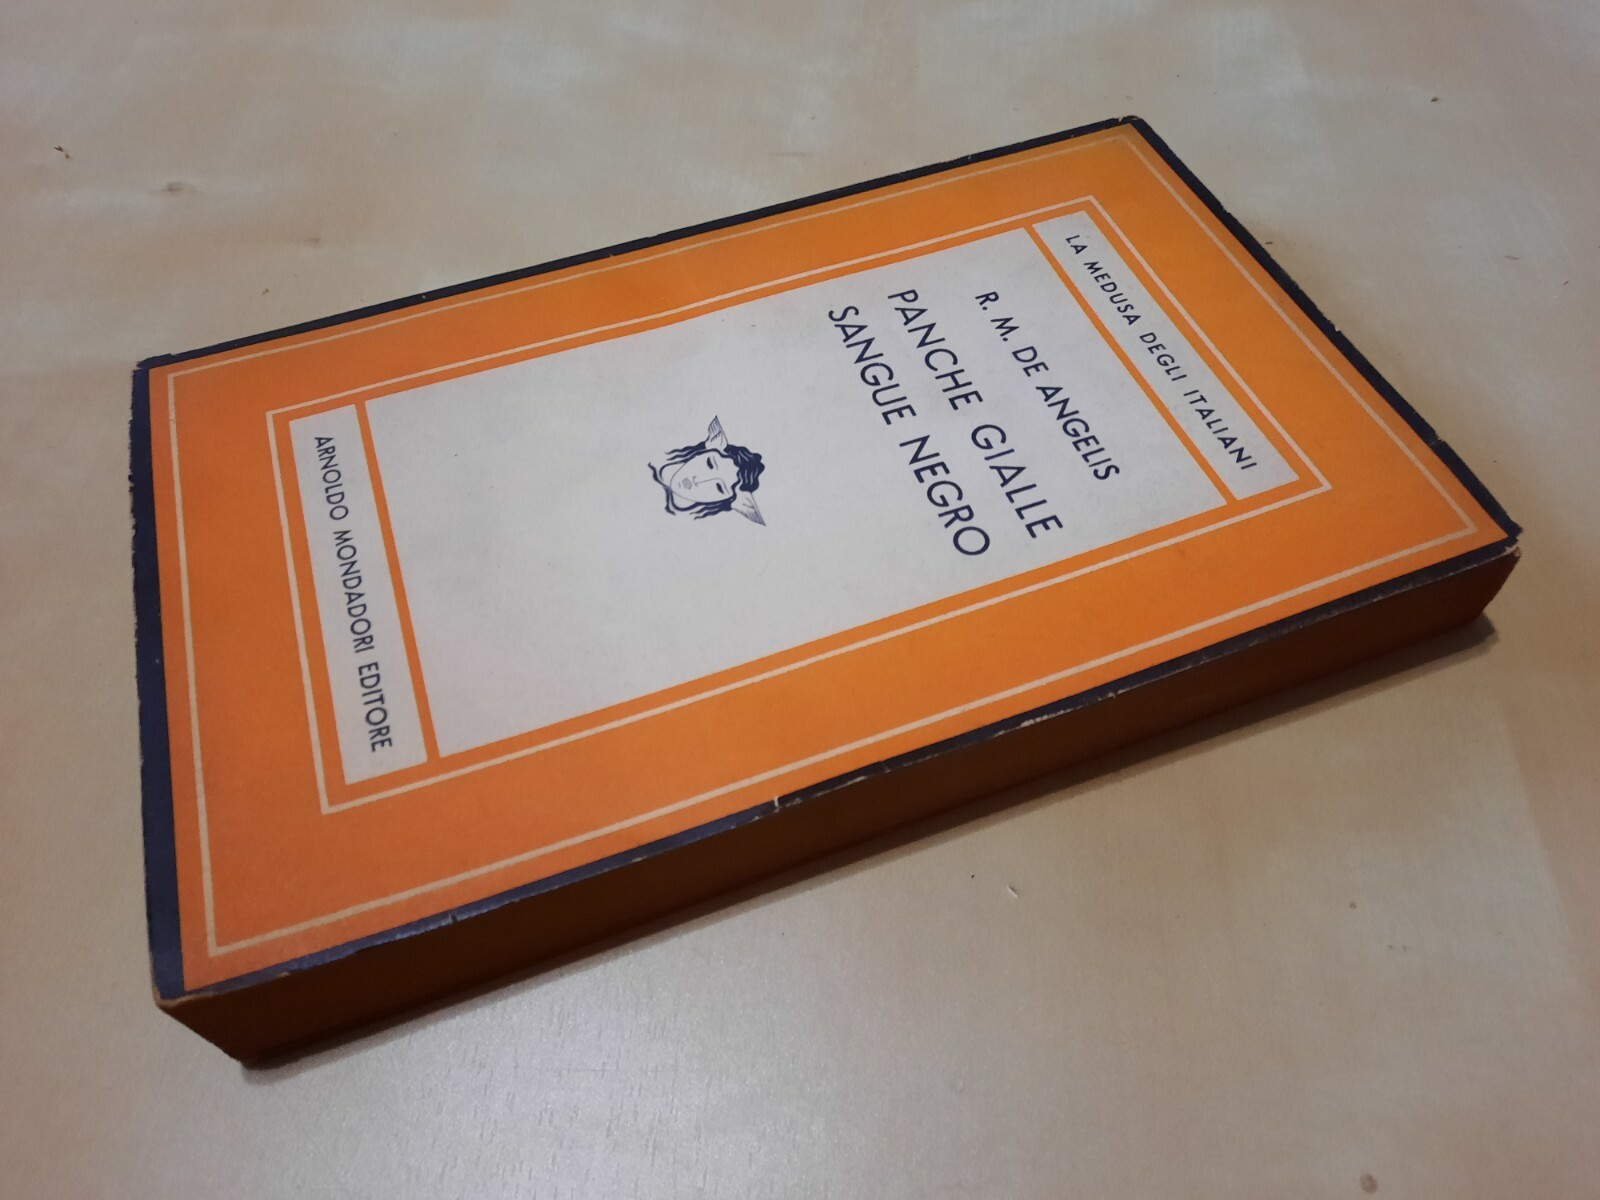 LA MEDUSA DEGLI ITALIANI
R. M. DE ANGELIS
PANCHE GIALLE
SANGUE NEGRO
ARNOLDO MONDADORI EDITORE